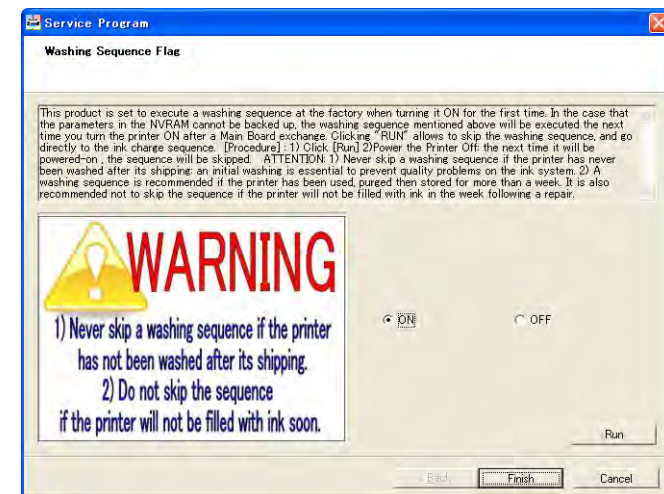 Service Program
Washing Sequence Flag
This product is set to execute a washing sequence at the factory when turning it ON for the first time. In the case that
the parameters in the NVRAM cannot be backed up, the washing sequence mentioned above will be executed the next
time you turn the printer ON after a Main Board exchange. Clicking "RUN" allows to skip the washing sequence, and go
directly to the ink charge sequence. [Procedure] : 1) Click [Run] 2)Power the Printer Off: the next time it will be
powered-on , the sequence will be skipped. ATTENTION: 1) Never skip a washing sequence if the printer has never
been washed after its shipping: an initial washing is essential to prevent quality problems on the ink system. 2) A
washing sequence is recommended if the printer has been used, purged then stored for more than a week. It is also
recommended not to skip the sequence if the printer will not be filled with ink in the week following a repair.
WARNING
1) Never skip a washing sequence if the printer
has not been washed after its shipping.
2) Do not skip the sequence
if the printer will not be filled with ink soon.
ON
OFF
Run
< Back
Finish
Cancel